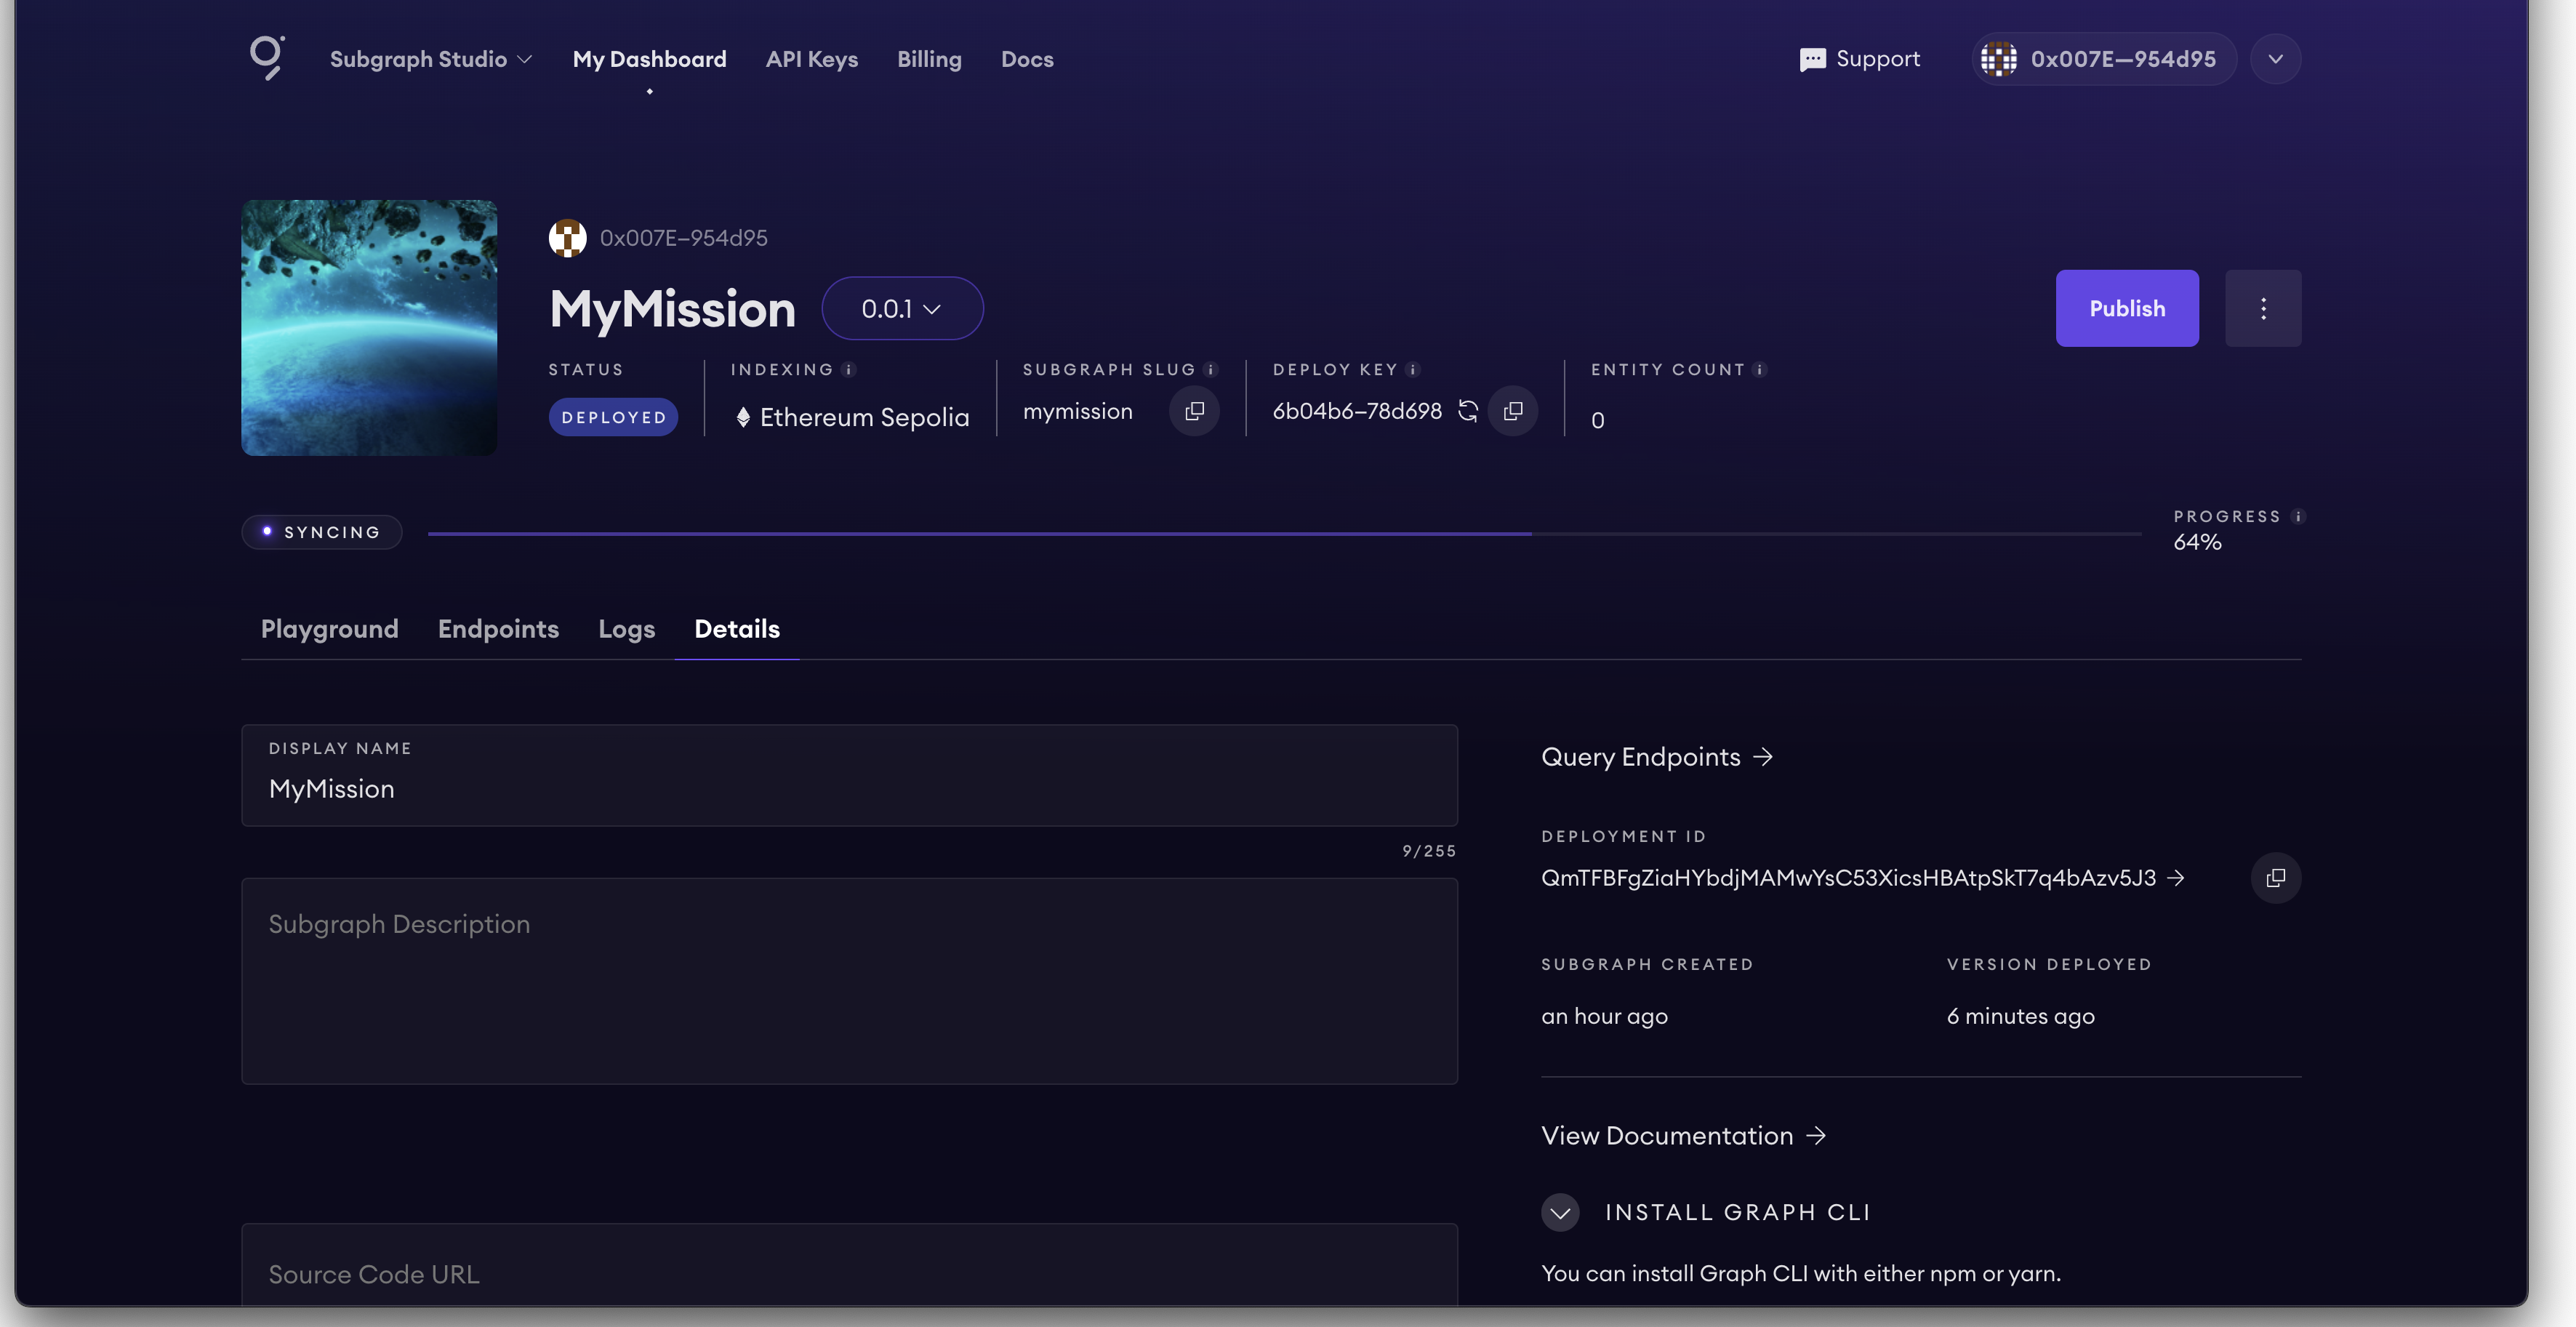 Subgraph Studio My Dashboard API Keys Billing Docs Support 0x007E—954d95
0x007E—954d95
MyMission 0.0.1 Publish
STATUS INDEXING SUBGRAPH SLUG DEPLOY KEY ENTITY COUNT
DEPLOYED Ethereum Sepolia mymission 6b04b6—78d698 0
SYNCING PROGRESS
64%
Playground Endpoints Logs Details
DISPLAY NAME
MyMission
9/255
Subgraph Description
Source Code URL
Query Endpoints →
DEPLOYMENT ID
QmTFBFgZiaHYbdjMAMwYsC53XicsHBAtpSkT7q4bAzv5J3 →
SUBGRAPH CREATED VERSION DEPLOYED
an hour ago 6 minutes ago
View Documentation →
INSTALL GRAPH CLI
You can install Graph CLI with either npm or yarn.